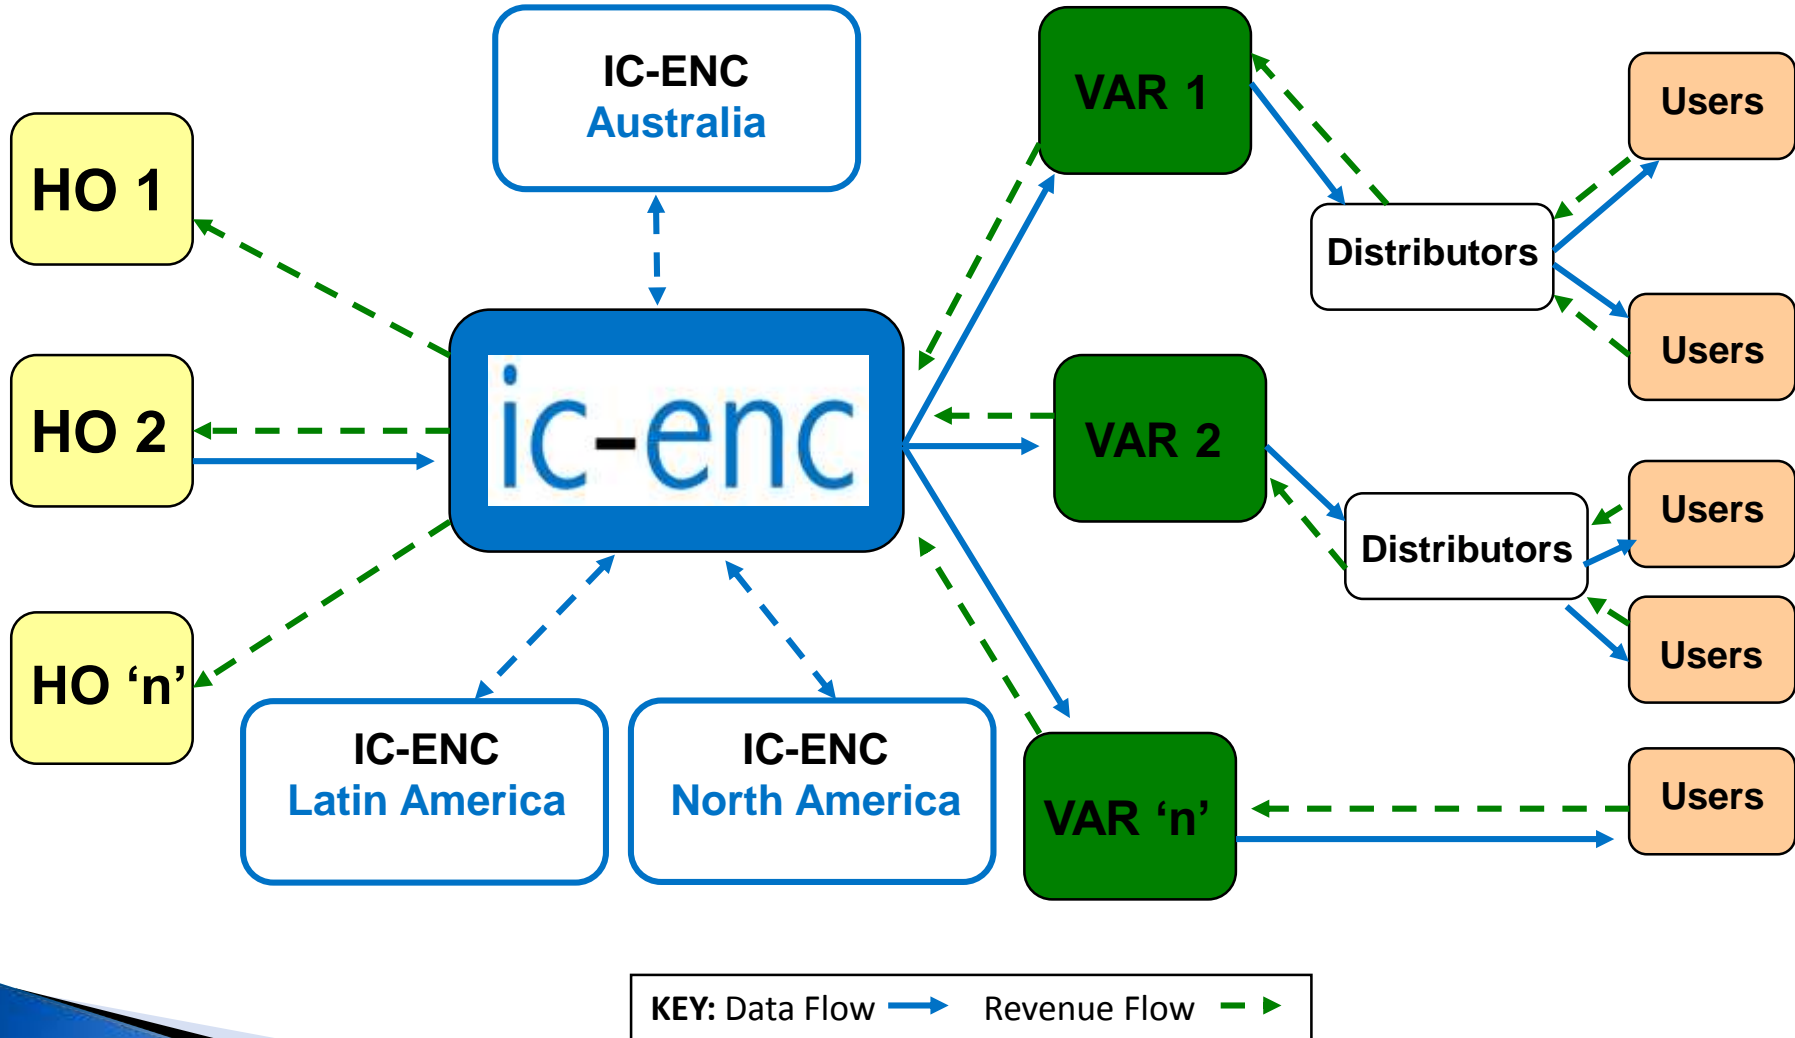 IC-ENC
Australia
VAR 1
Users
HO 1
Distributors
Users
HO 2
ic-enc
VAR 2
Users
Distributors
Users
HO ‘n’
IC-ENC
Latin America
IC-ENC
North America
VAR ‘n’
Users
KEY: Data Flow Revenue Flow